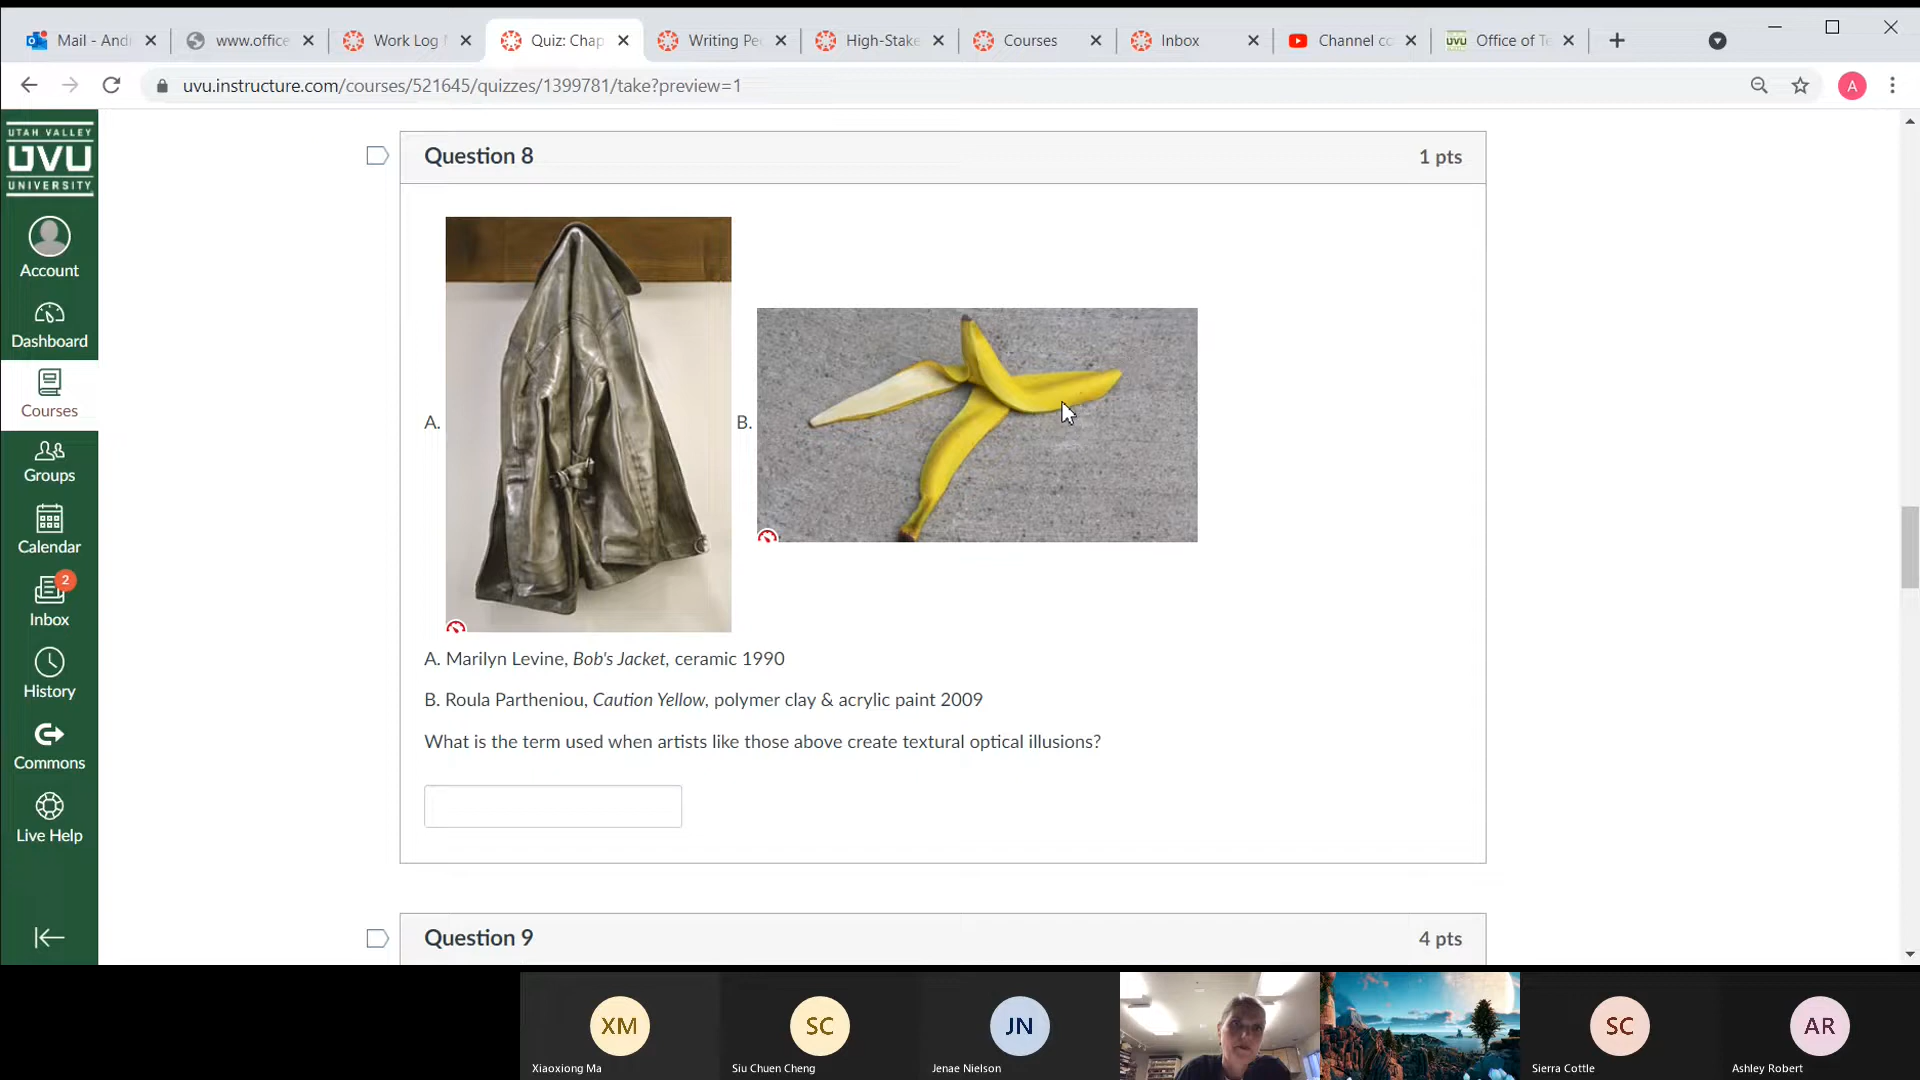 Mail - And
www.office
Work Log
Quiz: Chap
Writing Pe
High-Stake
Courses
Inbox
Channel co
UVU
Office of Te
uvu.instructure.com/courses/521645/quizzes/1399781/take?preview=1
A
UTAH VALLEY
UVU
UNIVERSITY
Account
Dashboard
Courses
Groups
Calendar
2
Inbox
History
Commons
Live Help
Question 8
1 pts
A.
B.
A. Marilyn Levine, Bob's Jacket, ceramic 1990
B. Roula Partheniou, Caution Yellow, polymer clay & acrylic paint 2009
What is the term used when artists like those above create textural optical illusions?
Question 9
4 pts
XM
Xiaoxiong Ma
SC
Siu Chuen Cheng
JN
Jenae Nielson
SC
Sierra Cottle
AR
Ashley Robert